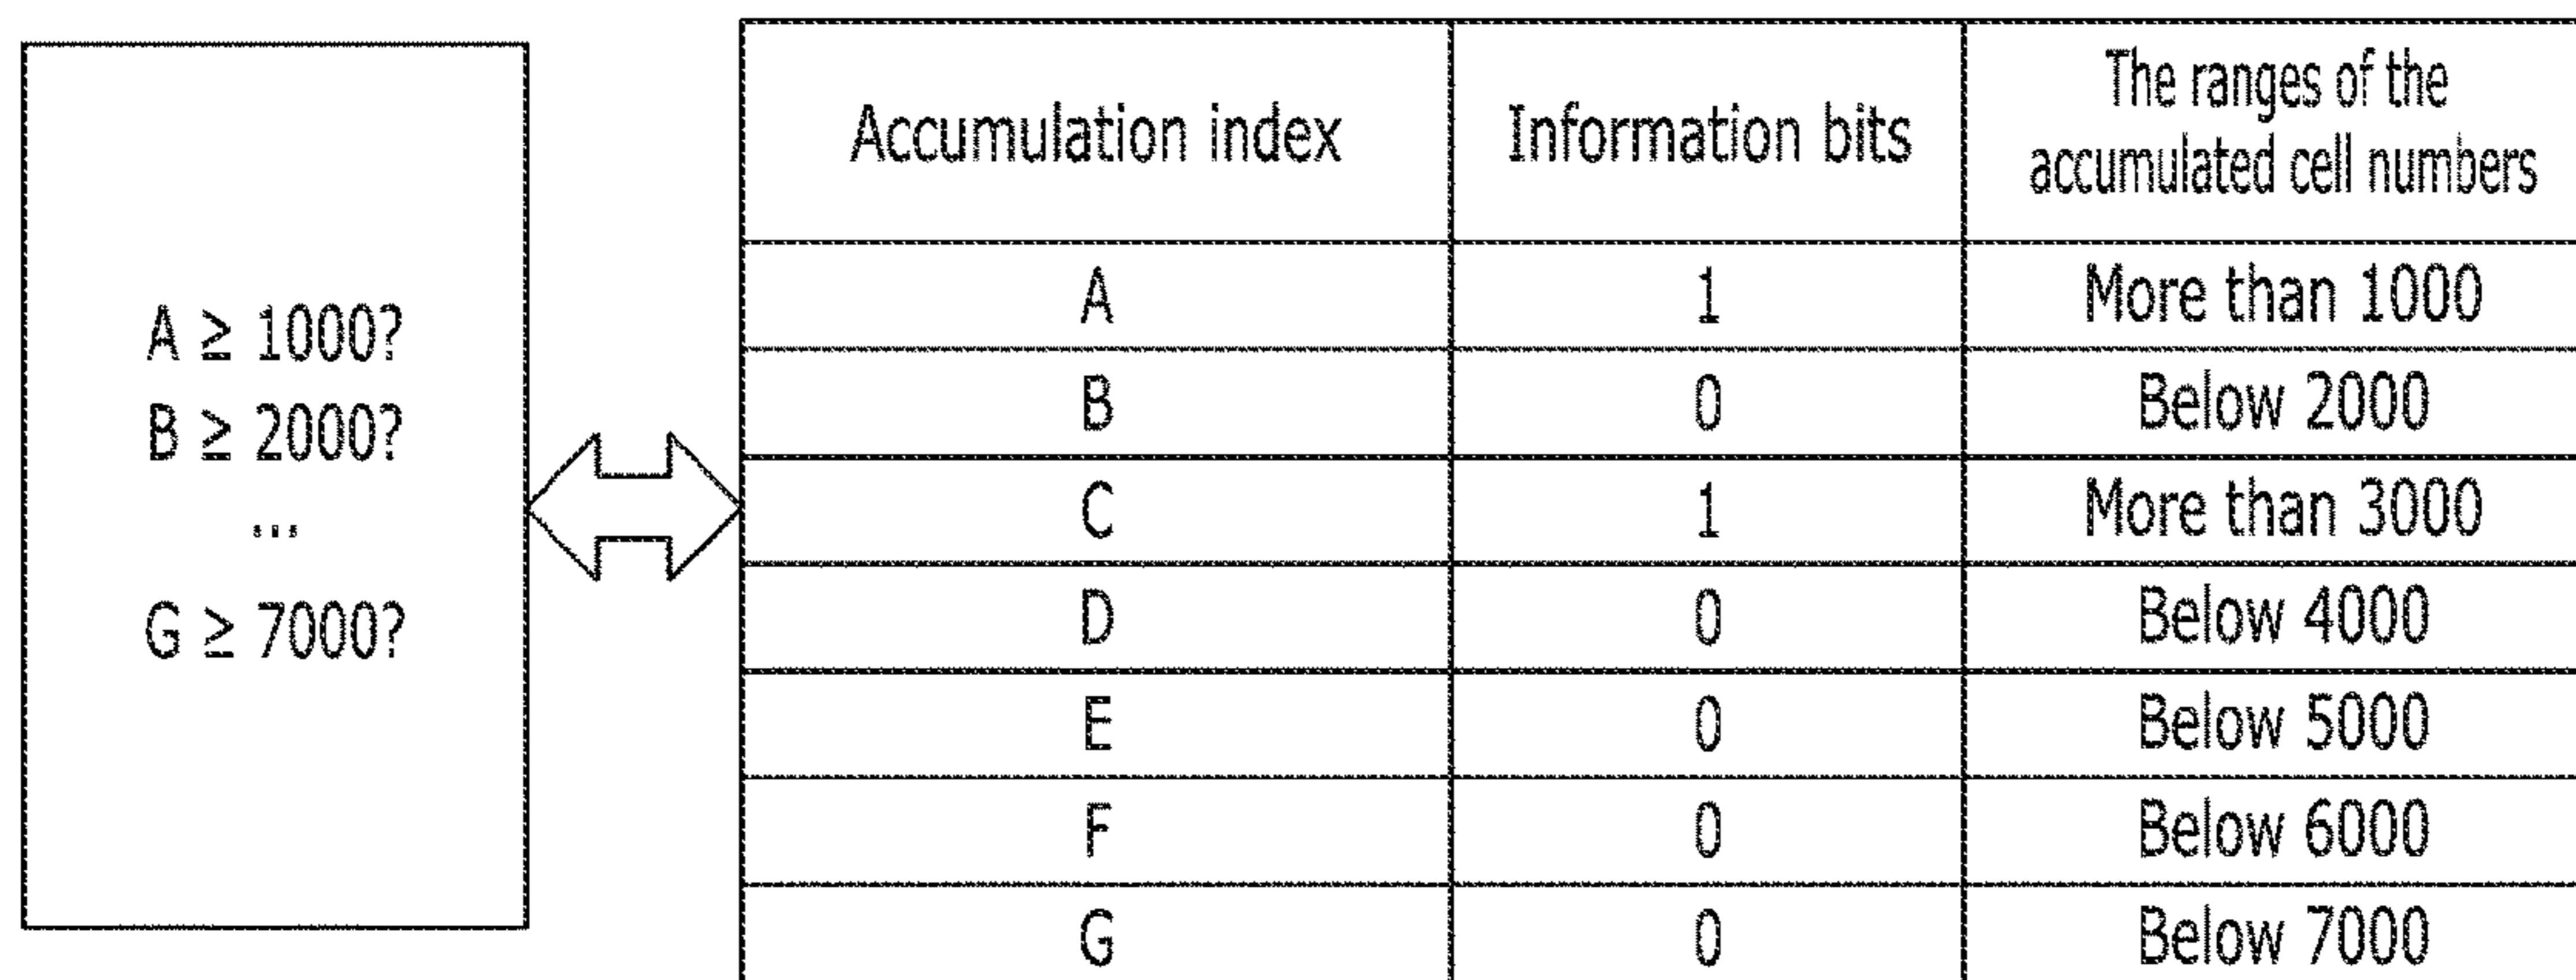 A ≥ 1000?
B ≥ 2000?
...
G ≥ 7000?
Accumulation index Information bits The ranges of the
accumulated cell numbers
A 1 More than 1000
B 0 Below 2000
C 1 More than 3000
D 0 Below 4000
E 0 Below 5000
F 0 Below 6000
G 0 Below 7000